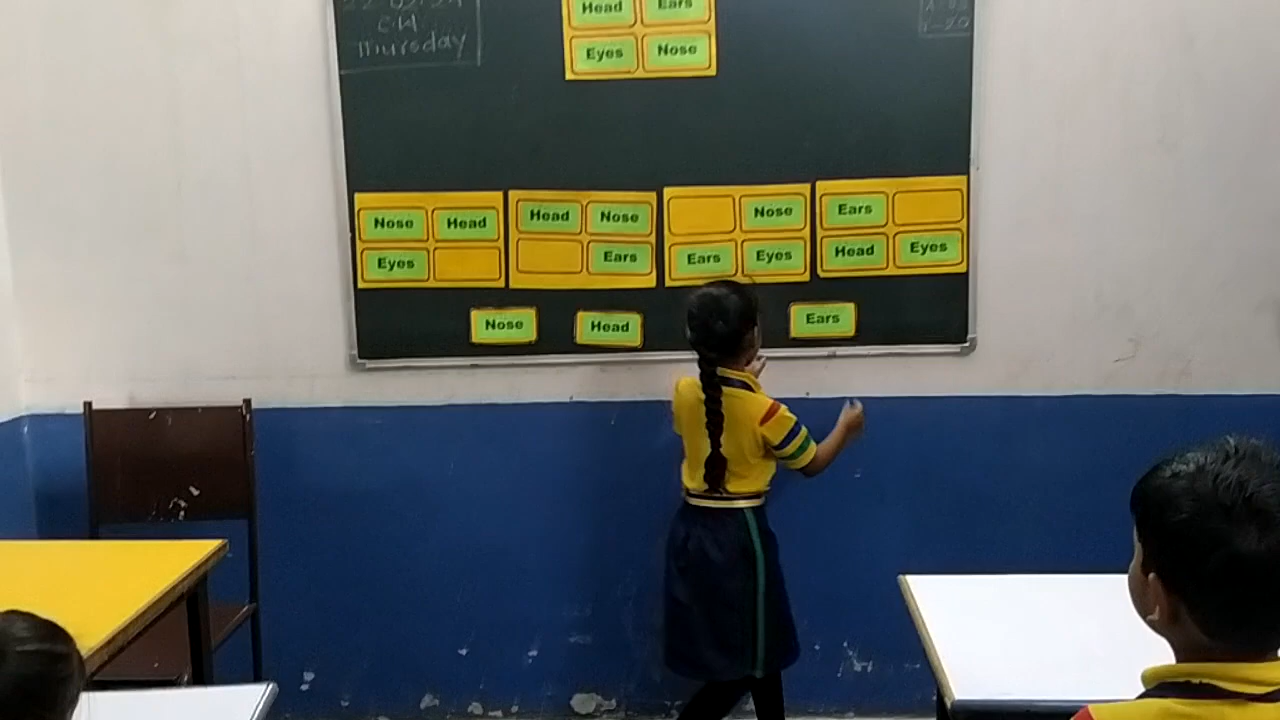 Head Ears
C.W
Thursday
Eyes Nose
Nose Head
Eyes
Head Nose
Ears
Nose
Ears Eyes
Ears
Head Eyes
Nose Head Ears